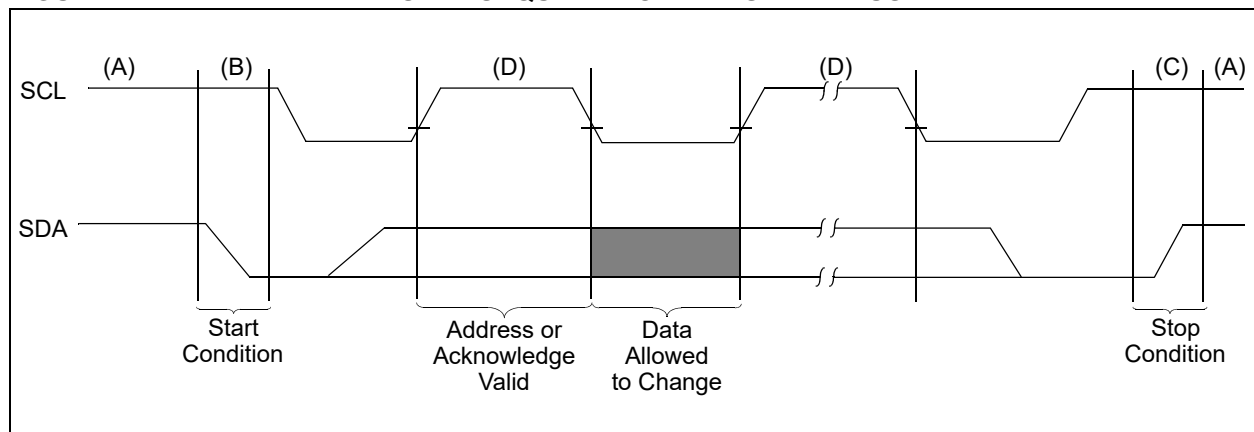 (A) (B) (D) (D) (C) (A)
SCL
SDA
Start
Condition
Address or
Acknowledge
Valid
Data
Allowed
to Change
Stop
Condition